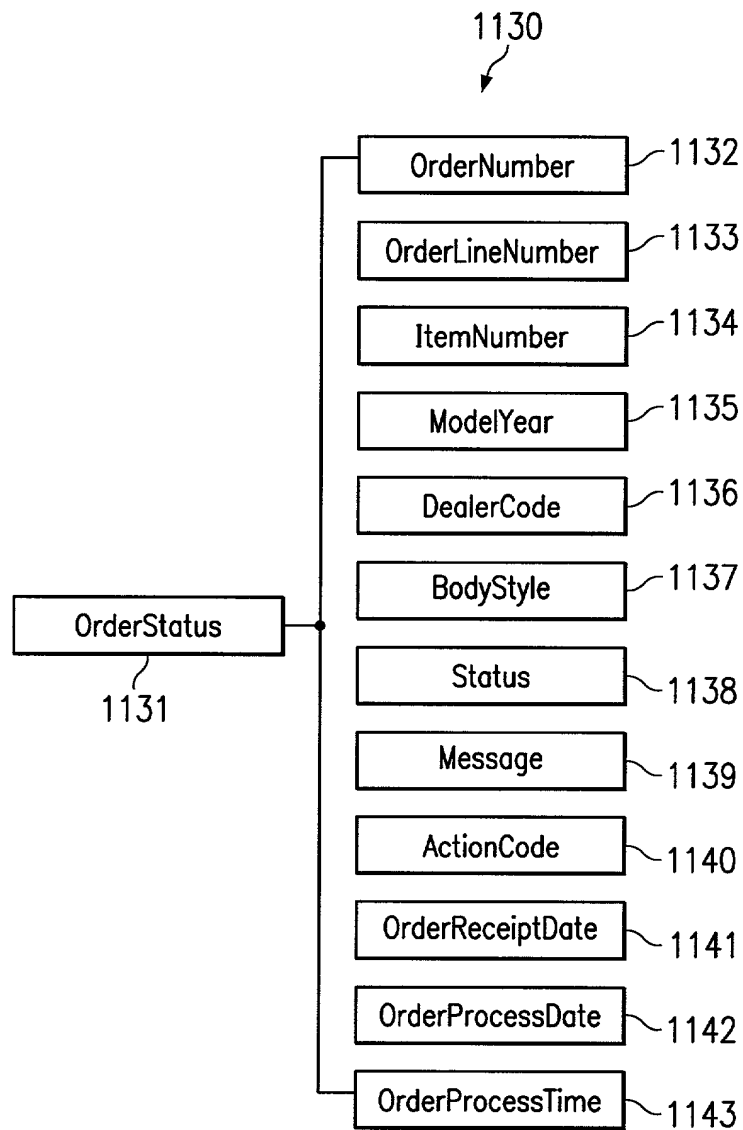 1130
OrderNumber 1132
OrderLineNumber 1133
ItemNumber 1134
ModelYear 1135
DealerCode 1136
BodyStyle 1137
OrderStatus
1131
Status 1138
Message 1139
ActionCode 1140
OrderReceiptDate 1141
OrderProcessDate 1142
OrderProcessTime 1143